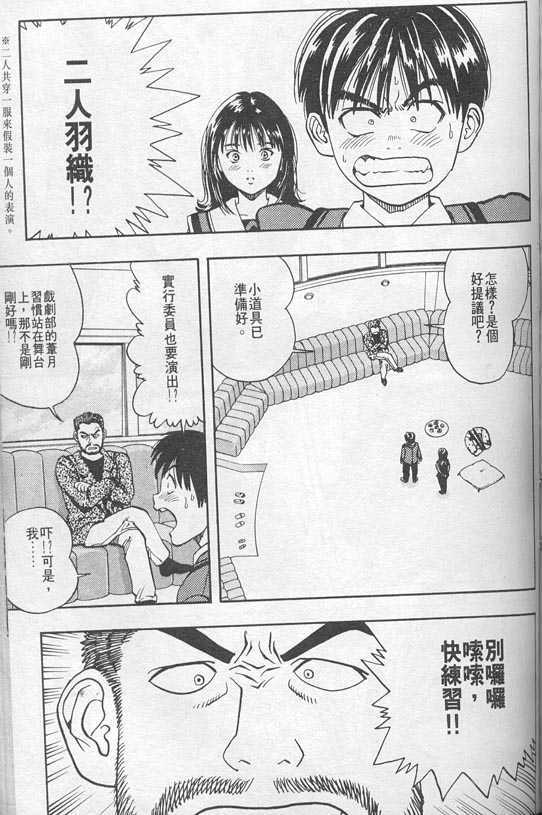 二人羽織!?
※二人共穿一服來假裝一個人的表演。
怎樣?是個
好提議吧?
小道具已
準備好。
實行委員也要演出!?
戲劇部的葦月
習慣站在舞台
上,那不是剛
剛好嗎!?
吓!?可是,
我……
別囉囉
嗦嗦,
快練習!!